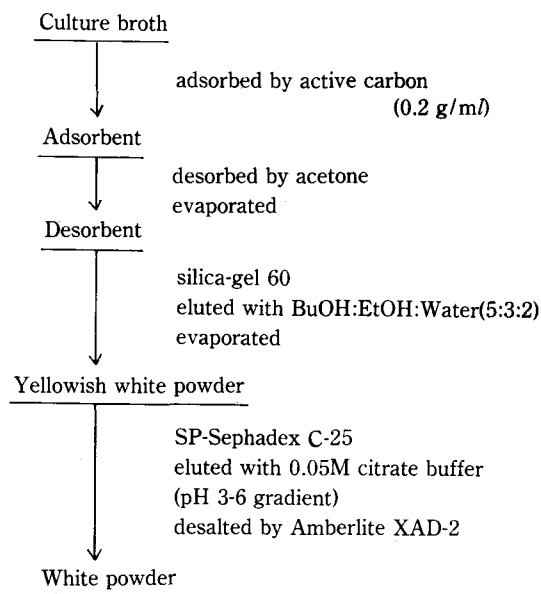 Culture broth
adsorbed by active carbon
(0.2 g/ml)
Adsorbent
desorbed by acetone
evaporated
Desorbent
silica-gel 60
eluted with BuOH:EtOH:Water(5:3:2)
evaporated
Yellowish white powder
SP-Sephadex C-25
eluted with 0.05M citrate buffer
(pH 3-6 gradient)
desalted by Amberlite XAD-2
White powder